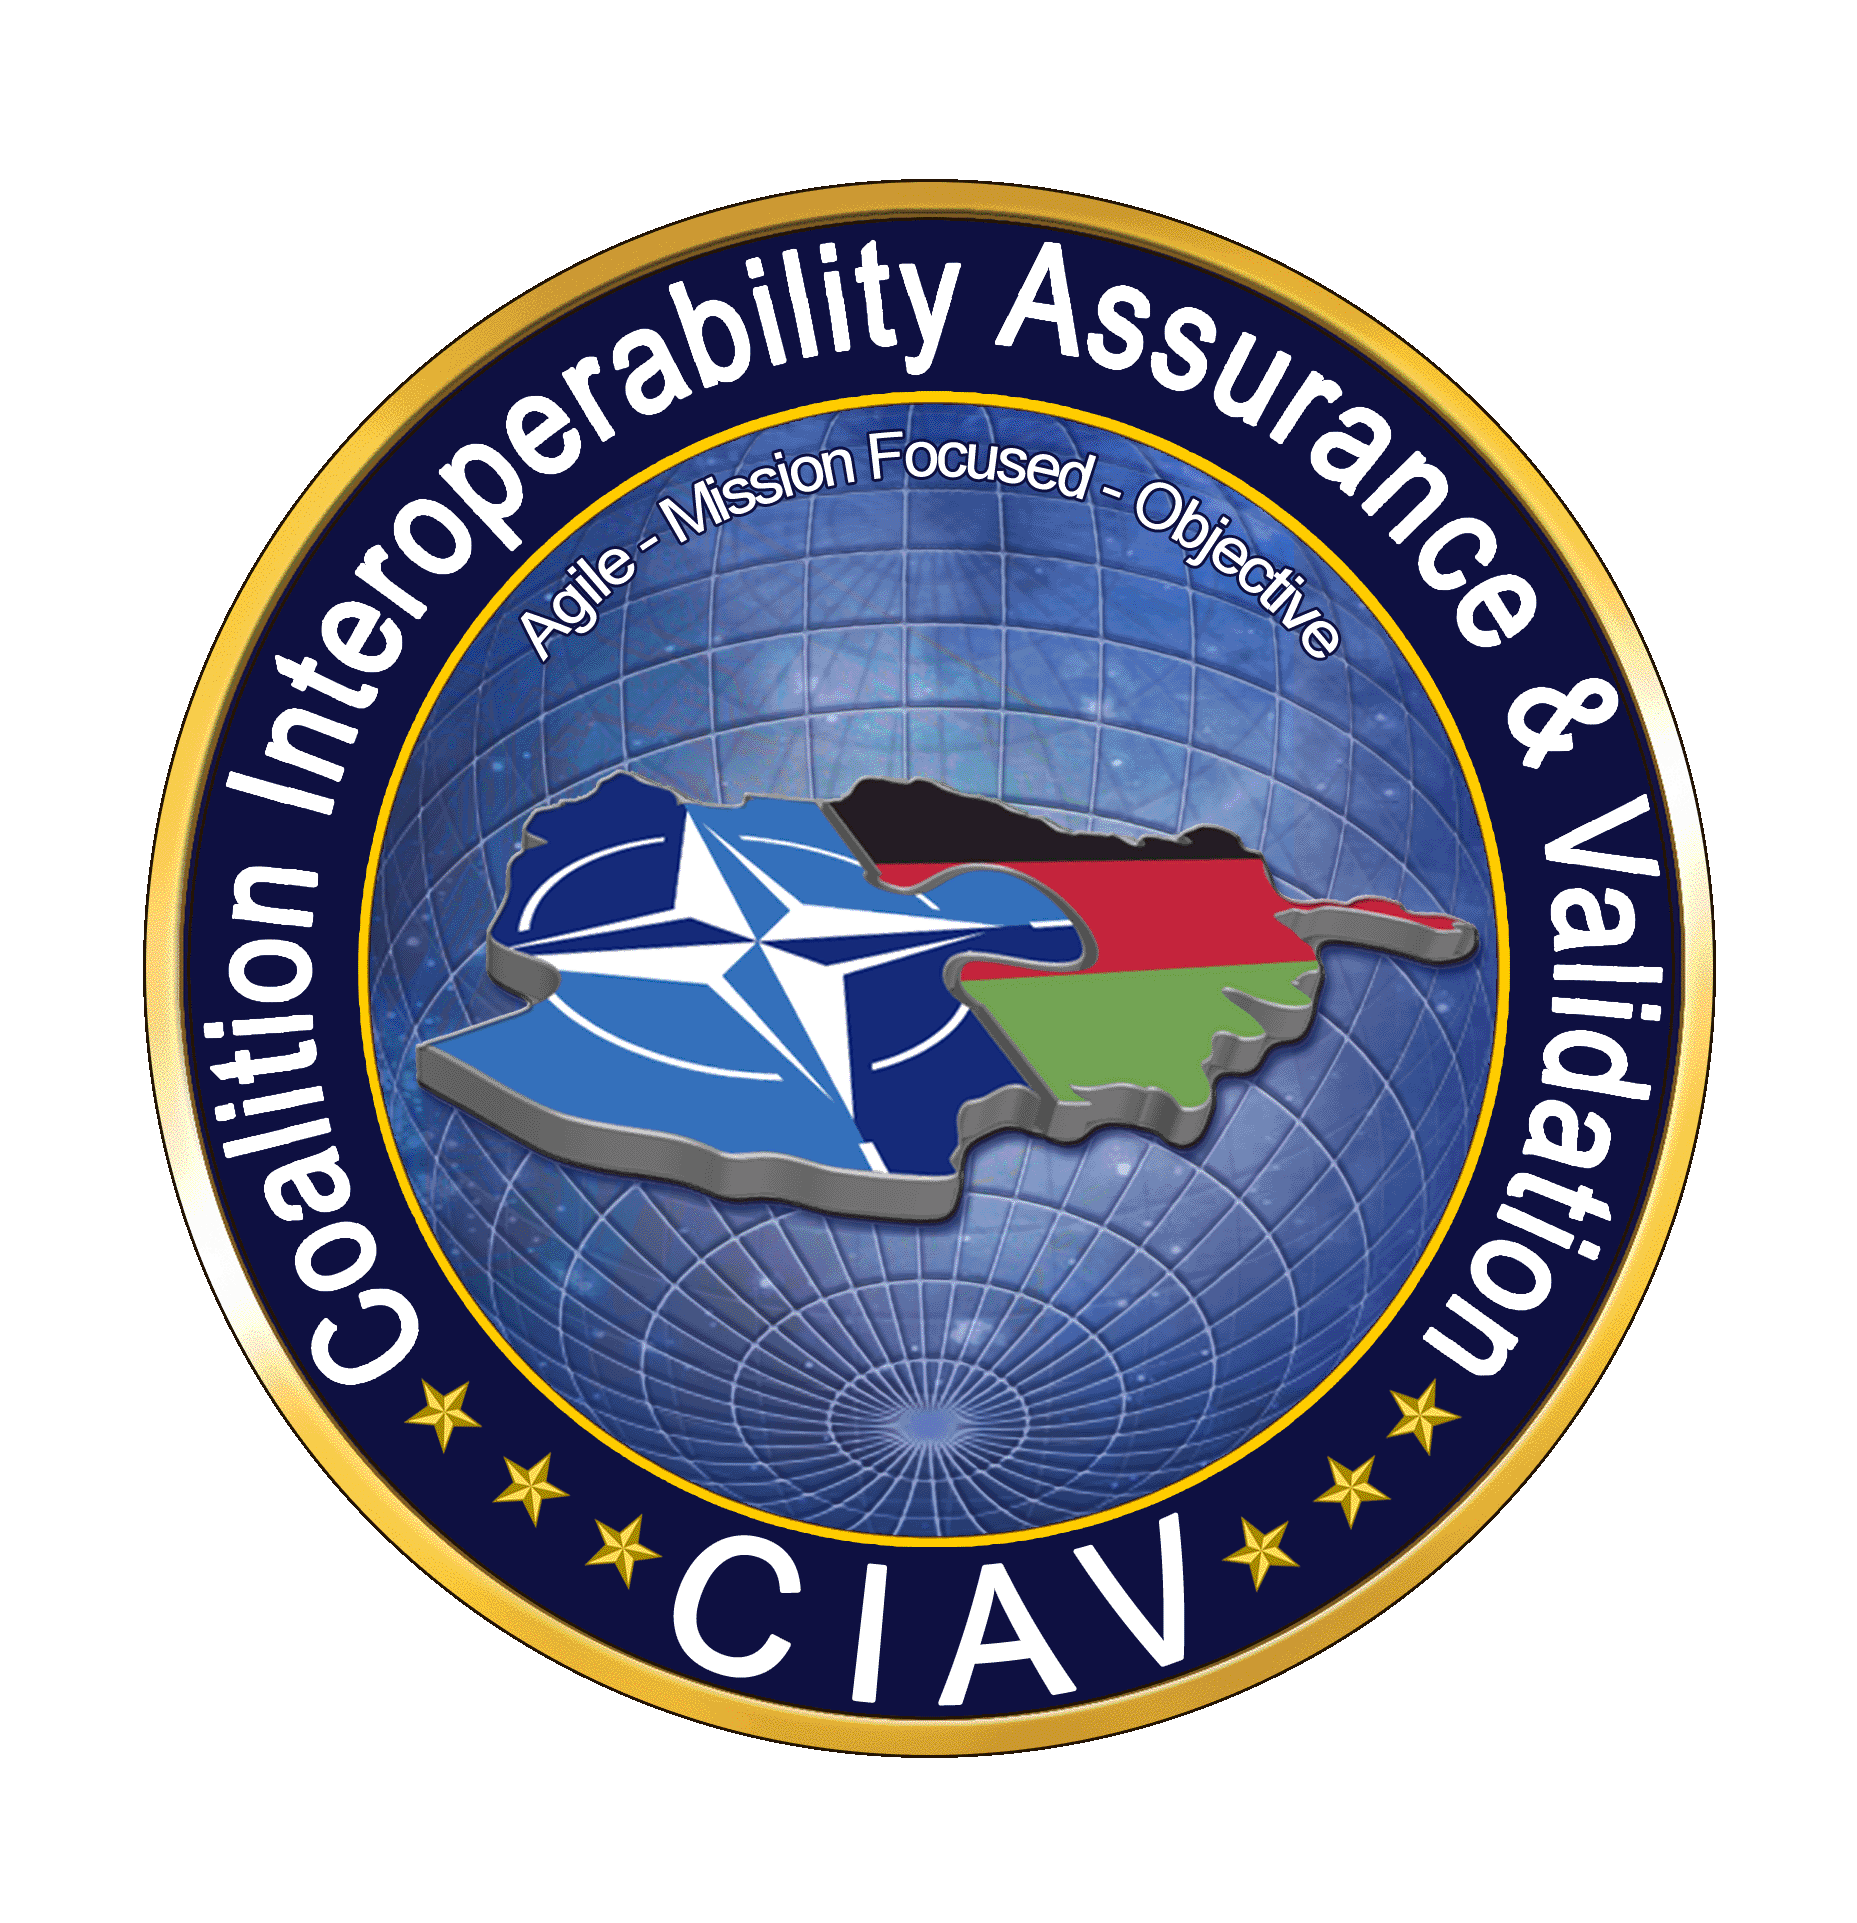 Coalition Interoperability Assurance & Validation
Agile - Mission Focused - Objective
CIAV